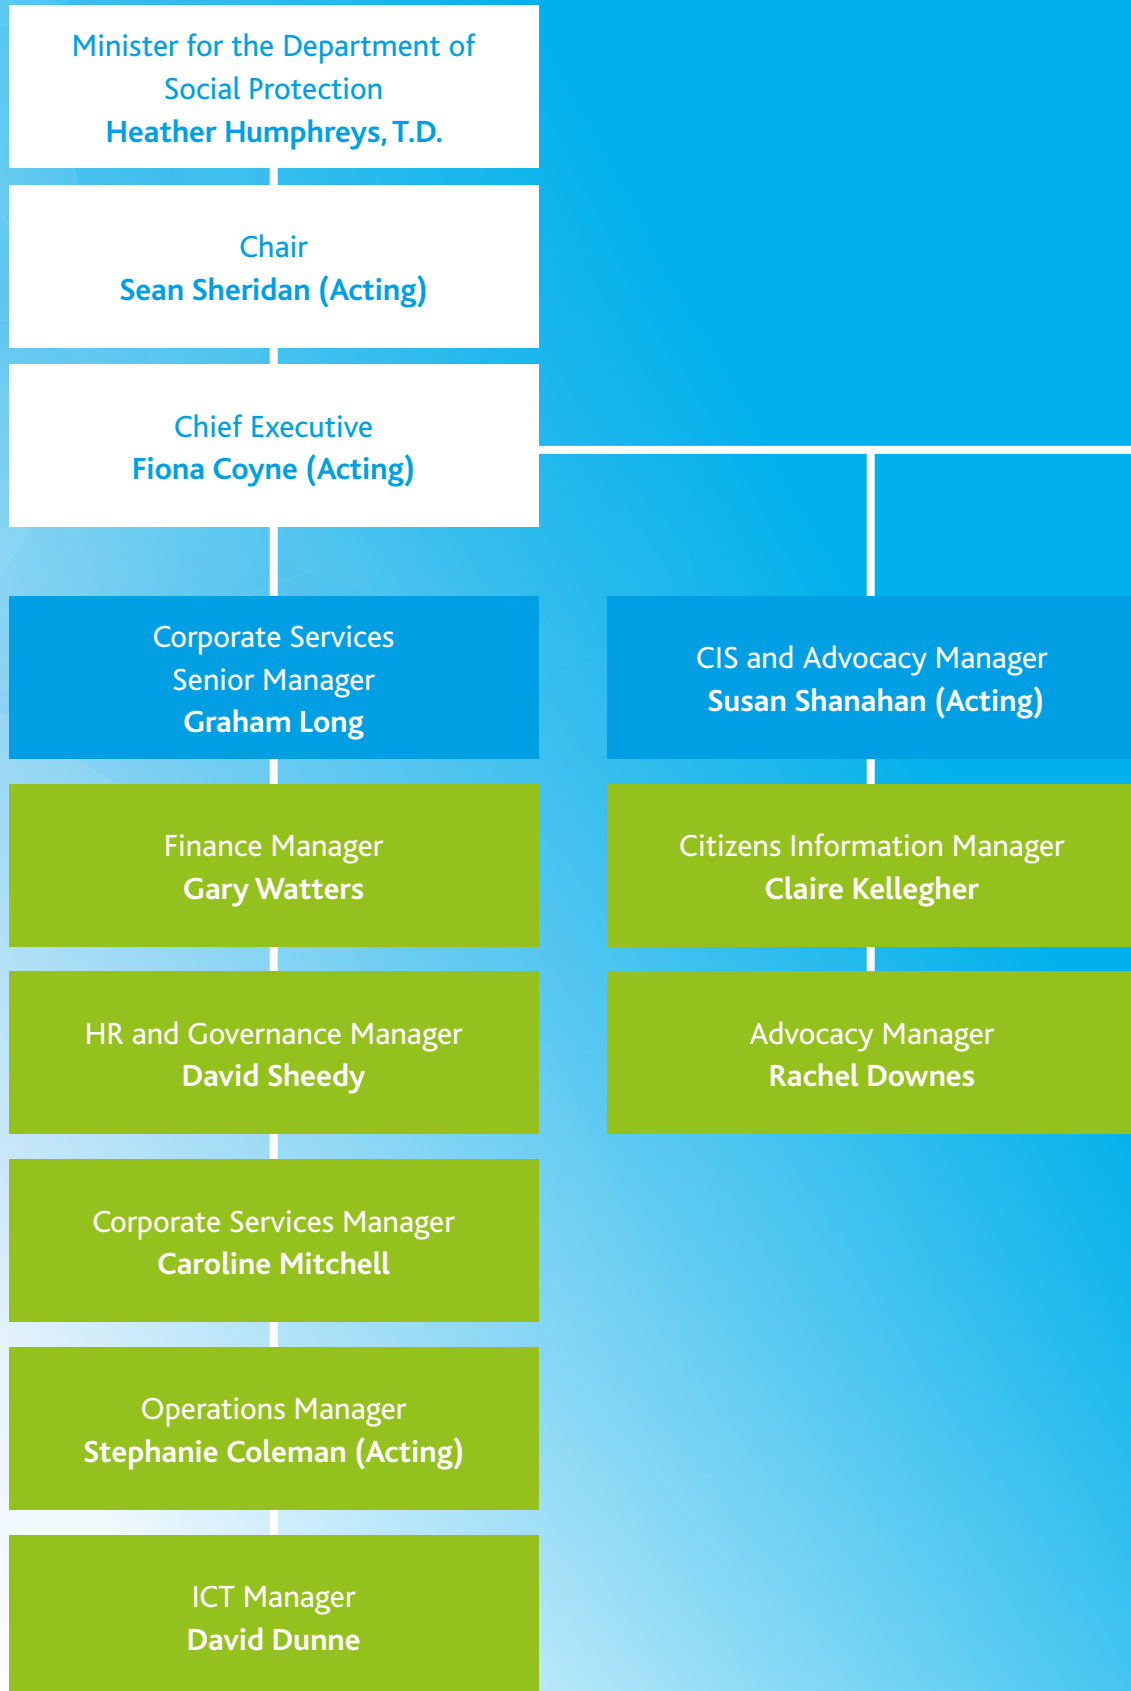 Minister for the Department of
Social Protection
Heather Humphreys, T.D.
Chair
Sean Sheridan (Acting)
Chief Executive
Fiona Coyne (Acting)
Corporate Services
Senior Manager
Graham Long
Finance Manager
Gary Watters
HR and Governance Manager
David Sheedy
Corporate Services Manager
Caroline Mitchell
Operations Manager
Stephanie Coleman (Acting)
ICT Manager
David Dunne
CIS and Advocacy Manager
Susan Shanahan (Acting)
Citizens Information Manager
Claire Kellegher
Advocacy Manager
Rachel Downes